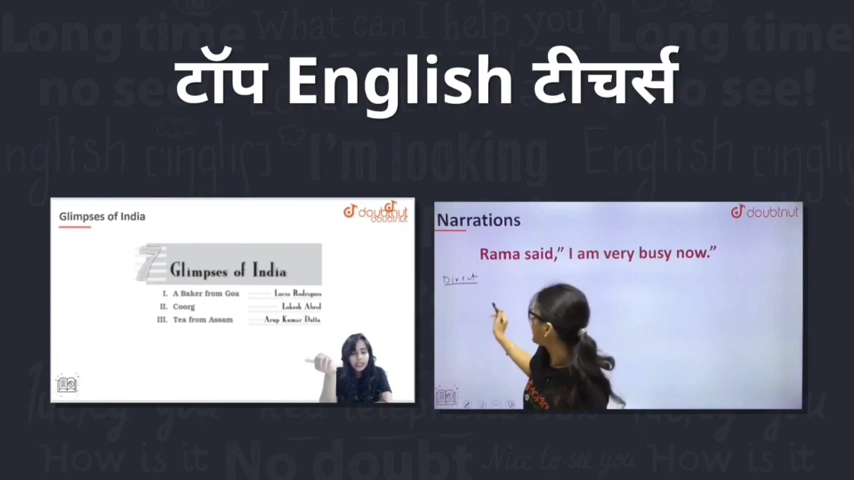 Long time no see!
What can I help you?
Long time no see!
टॉप English टीचर्स
I'm looking
English
Glimpses of India
doubtnut
doubtnut
7 Glimpses of India
I. A Baker from Goa Lucio Rodrigues
II. Coorg Lokesh Abrol
III. Tea from Assam Arup Kumar Datta
Narrations
doubtnut
Rama said,” I am very busy now.”
Direct
How is it
No doubt
Nice to see you
How is it